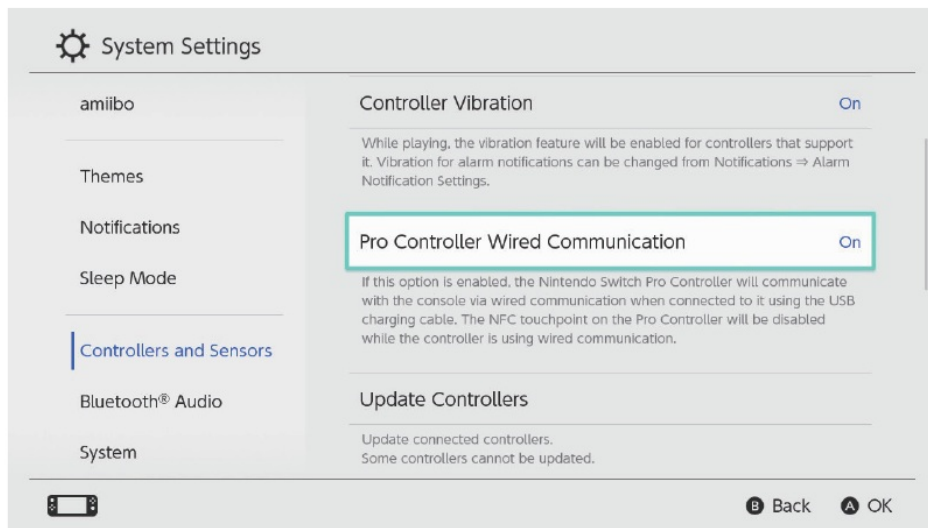 System Settings
amiibo
Themes
Notifications
Sleep Mode
Controllers and Sensors
Bluetooth® Audio
System
Controller Vibration On
While playing, the vibration feature will be enabled for controllers that support
it. Vibration for alarm notifications can be changed from Notifications ⇒ Alarm
Notification Settings.
Pro Controller Wired Communication On
If this option is enabled, the Nintendo Switch Pro Controller will communicate
with the console via wired communication when connected to it using the USB
charging cable. The NFC touchpoint on the Pro Controller will be disabled
while the controller is using wired communication.
Update Controllers
Update connected controllers.
Some controllers cannot be updated.
B Back A OK